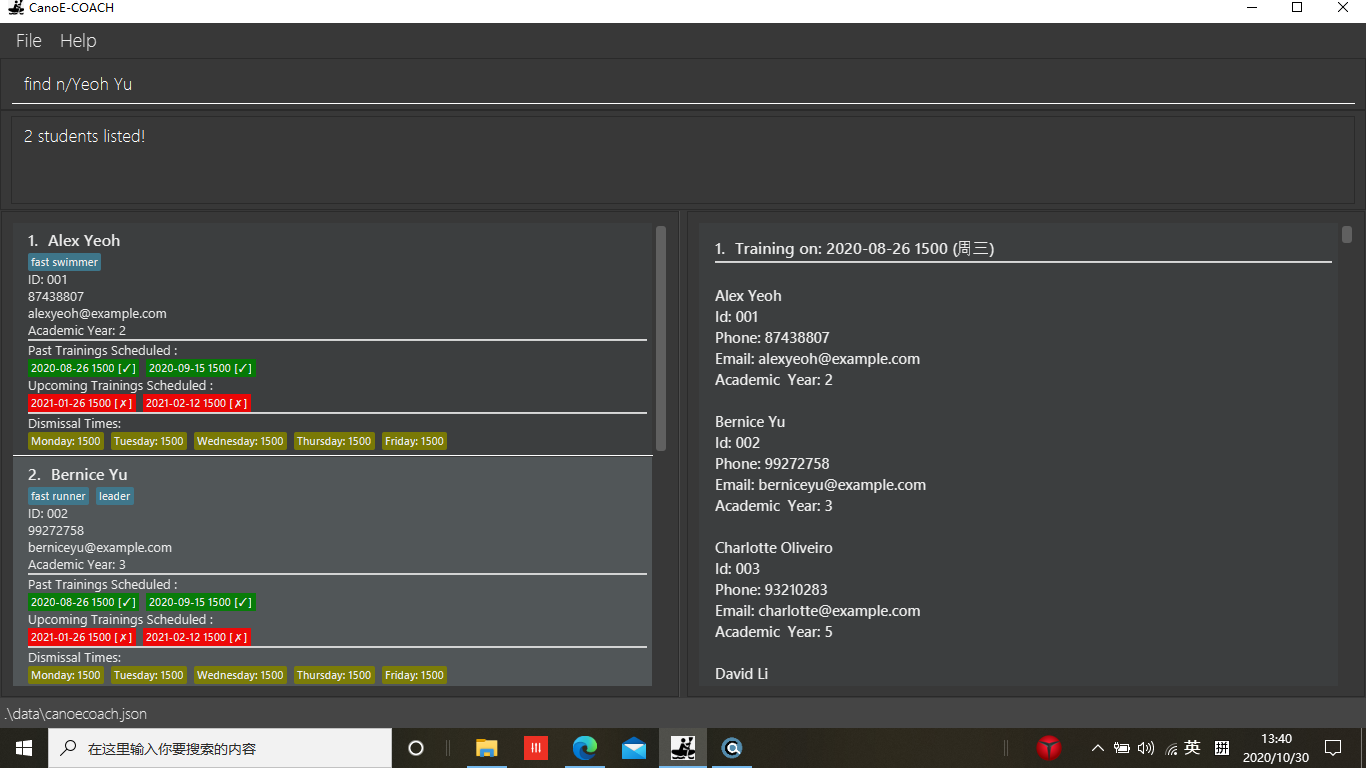 CanoE-COACH
File Help
find n/Yeoh Yu
2 students listed!
1. Alex Yeoh
fast swimmer
ID: 001
87438807
alexyeoh@example.com
Academic Year: 2
Past Trainings Scheduled :
2020-08-26 1500 [✓] 2020-09-15 1500 [✓]
Upcoming Trainings Scheduled :
2021-01-26 1500 [✗] 2021-02-12 1500 [✗]
Dismissal Times:
Monday: 1500 Tuesday: 1500 Wednesday: 1500 Thursday: 1500 Friday: 1500
2. Bernice Yu
fast runner leader
ID: 002
99272758
berniceyu@example.com
Academic Year: 3
Past Trainings Scheduled :
2020-08-26 1500 [✓] 2020-09-15 1500 [✓]
Upcoming Trainings Scheduled :
2021-01-26 1500 [✗] 2021-02-12 1500 [✗]
Dismissal Times:
Monday: 1500 Tuesday: 1500 Wednesday: 1500 Thursday: 1500 Friday: 1500
1. Training on: 2020-08-26 1500 (周三)
Alex Yeoh
Id: 001
Phone: 87438807
Email: alexyeoh@example.com
Academic Year: 2
Bernice Yu
Id: 002
Phone: 99272758
Email: berniceyu@example.com
Academic Year: 3
Charlotte Oliveiro
Id: 003
Phone: 93210283
Email: charlotte@example.com
Academic Year: 5
David Li
.\data\canoecoach.json
在这里输入你要搜索的内容
英 拼
13:40
2020/10/30